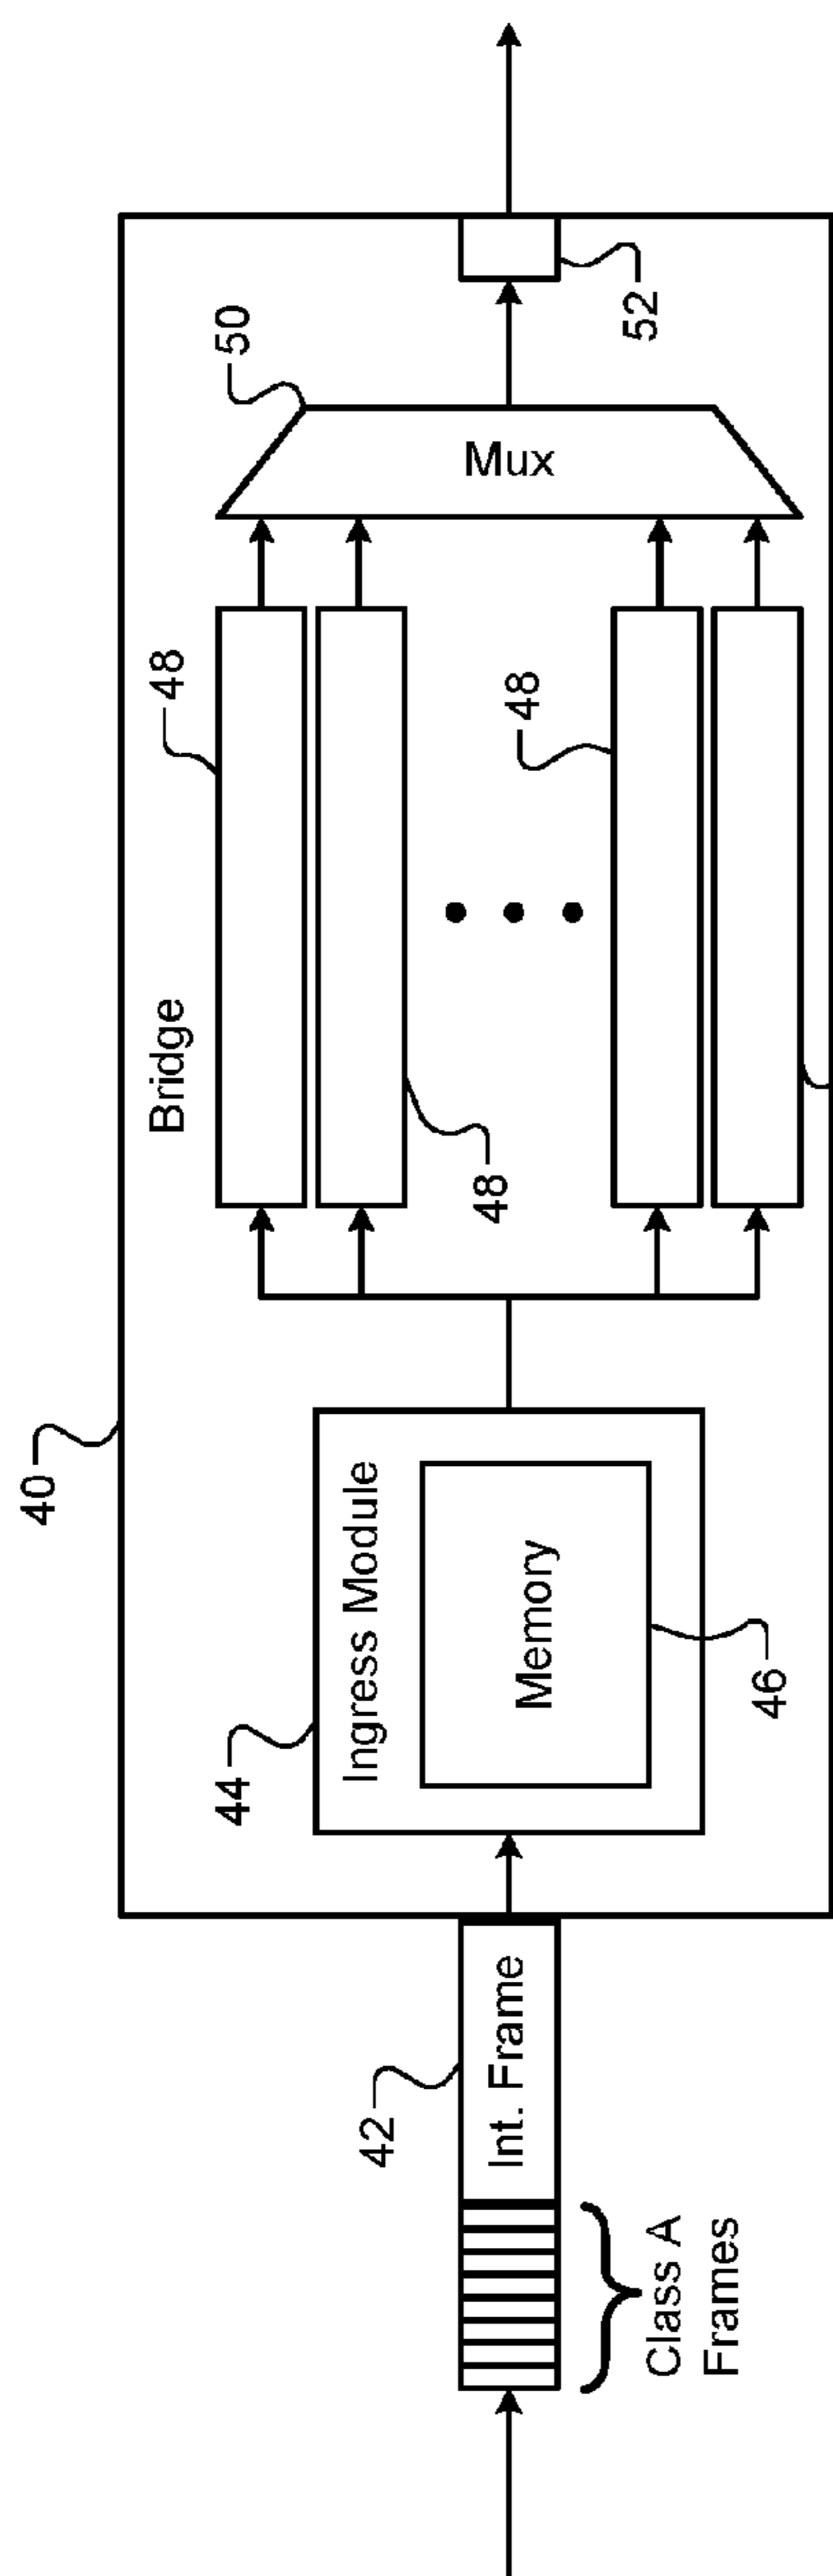 40
Bridge
42
Int. Frame
Class A
Frames
44
Ingress Module
Memory
46
48
48
48
50
Mux
52